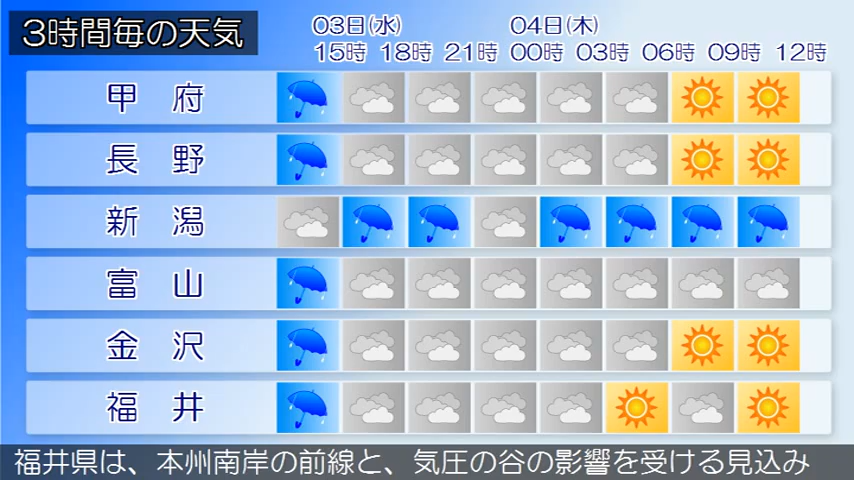 3時間毎の天気
03日(水) 04日(木)
15時 18時 21時 00時 03時 06時 09時 12時
甲府
長野
新潟
富山
金沢
福井
福井県は、本州南岸の前線と、気圧の谷の影響を受ける見込み